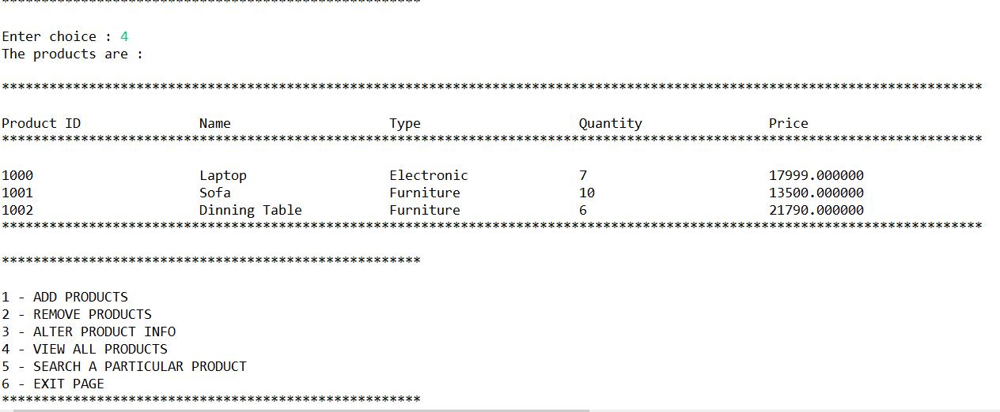 *****************************************************
Enter choice : 4
The products are :
****************************************************************************************************************************
Product ID Name Type Quantity Price
****************************************************************************************************************************
1000 Laptop Electronic 7 17999.000000
1001 Sofa Furniture 10 13500.000000
1002 Dinning Table Furniture 6 21790.000000
****************************************************************************************************************************
*****************************************************
1 - ADD PRODUCTS
2 - REMOVE PRODUCTS
3 - ALTER PRODUCT INFO
4 - VIEW ALL PRODUCTS
5 - SEARCH A PARTICULAR PRODUCT
6 - EXIT PAGE
*****************************************************